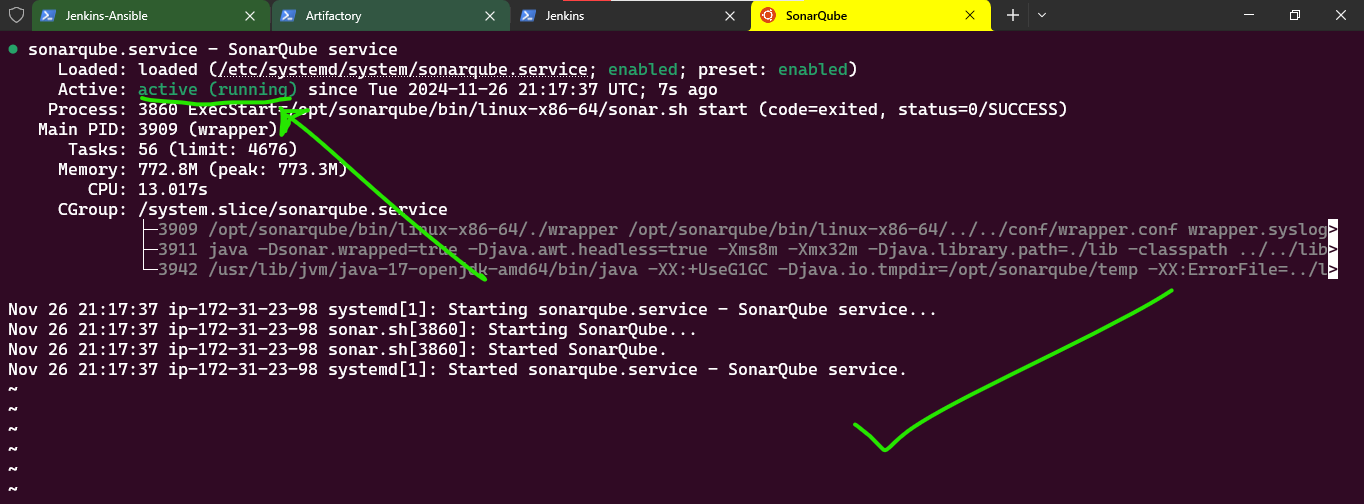 Jenkins-Ansible Artifactory Jenkins SonarQube
● sonarqube.service - SonarQube service
Loaded: loaded (/etc/systemd/system/sonarqube.service; enabled; preset: enabled)
Active: active (running) since Tue 2024-11-26 21:17:37 UTC; 7s ago
Process: 3860 ExecStart=/opt/sonarqube/bin/linux-x86-64/sonar.sh start (code=exited, status=0/SUCCESS)
Main PID: 3909 (wrapper)
Tasks: 56 (limit: 4676)
Memory: 772.8M (peak: 773.3M)
CPU: 13.017s
CGroup: /system.slice/sonarqube.service
├─3909 /opt/sonarqube/bin/linux-x86-64/./wrapper /opt/sonarqube/bin/linux-x86-64/../../conf/wrapper.conf wrapper.syslog>
├─3911 java -Dsonar.wrapped=true -Djava.awt.headless=true -Xms8m -Xmx32m -Djava.library.path=./lib -classpath ../../lib>
└─3942 /usr/lib/jvm/java-17-openjdk-amd64/bin/java -XX:+UseG1GC -Djava.io.tmpdir=/opt/sonarqube/temp -XX:ErrorFile=../l>
Nov 26 21:17:37 ip-172-31-23-98 systemd[1]: Starting sonarqube.service - SonarQube service...
Nov 26 21:17:37 ip-172-31-23-98 sonar.sh[3860]: Starting SonarQube...
Nov 26 21:17:37 ip-172-31-23-98 sonar.sh[3860]: Started SonarQube.
Nov 26 21:17:37 ip-172-31-23-98 systemd[1]: Started sonarqube.service - SonarQube service.
~
~
~
~
~
~